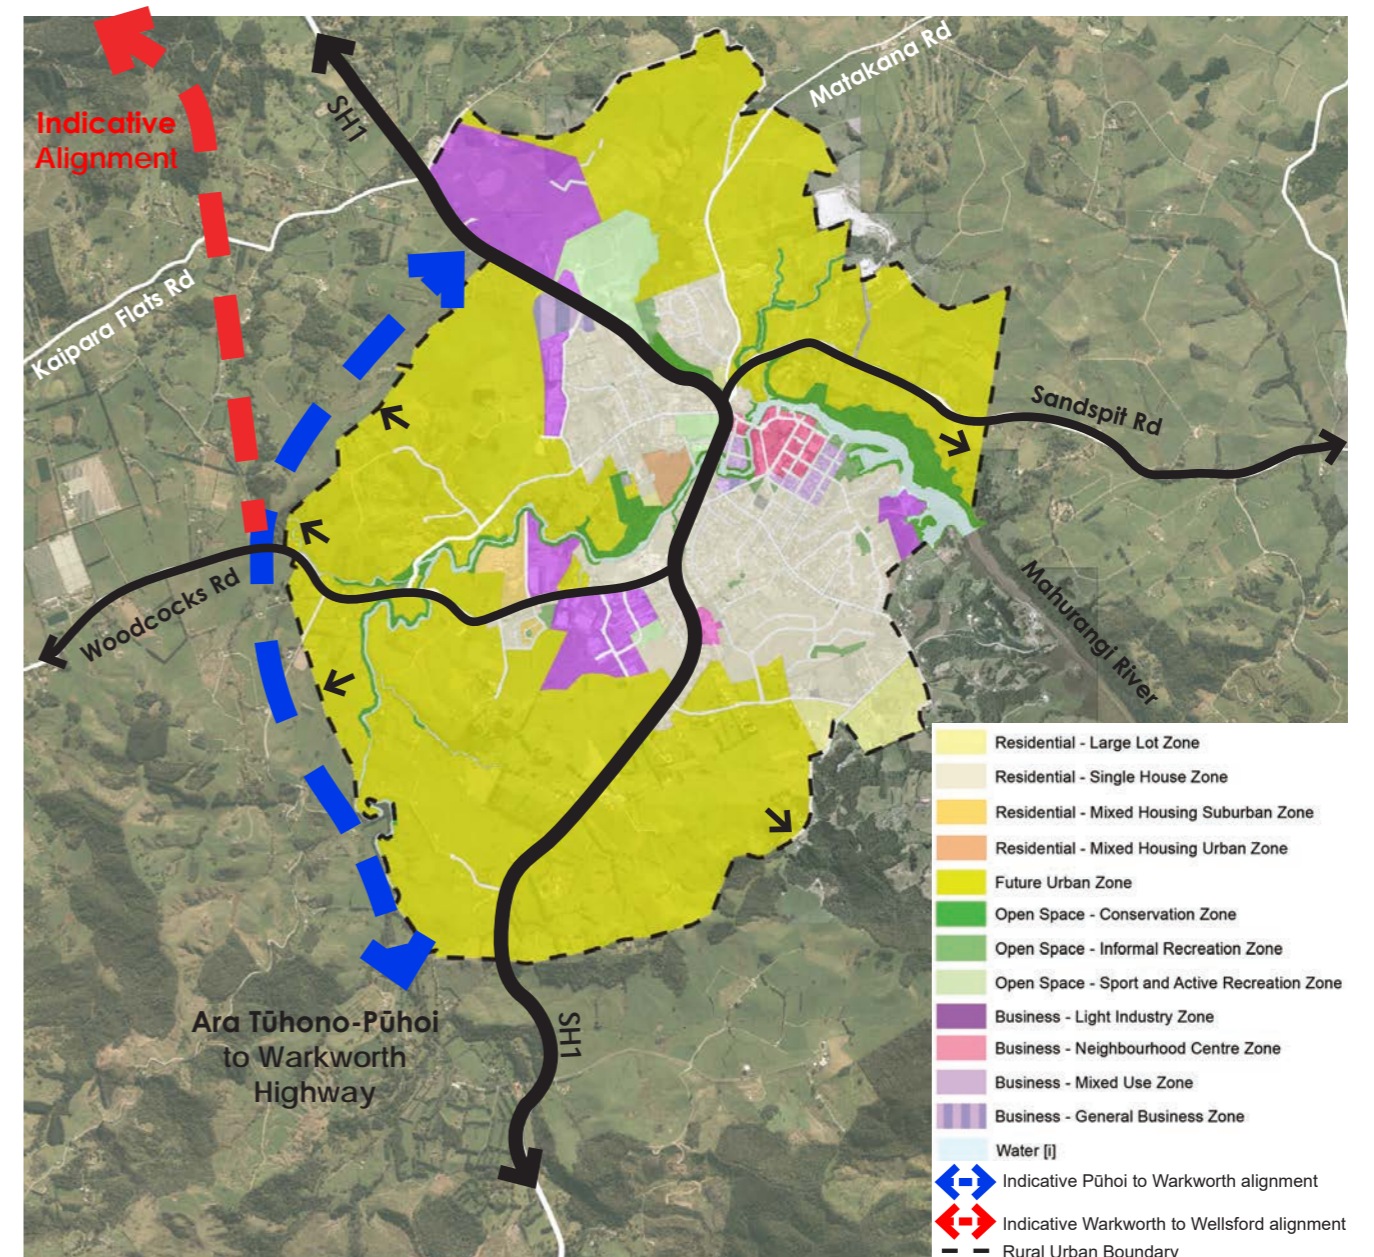 Indicative
Alignment
SH1
Matakana Rd
Kaipara Flats Rd
Sandspit Rd
Woodcocks Rd
Mahurangi River
Ara Tūhono-Pūhoi
to Warkworth
Highway
SH1
Residential - Large Lot Zone
Residential - Single House Zone
Residential - Mixed Housing Suburban Zone
Residential - Mixed Housing Urban Zone
Future Urban Zone
Open Space - Conservation Zone
Open Space - Informal Recreation Zone
Open Space - Sport and Active Recreation Zone
Business - Light Industry Zone
Business - Neighbourhood Centre Zone
Business - Mixed Use Zone
Business - General Business Zone
Water [i]
Indicative Pūhoi to Warkworth alignment
Indicative Warkworth to Wellsford alignment
Rural Urban Boundary